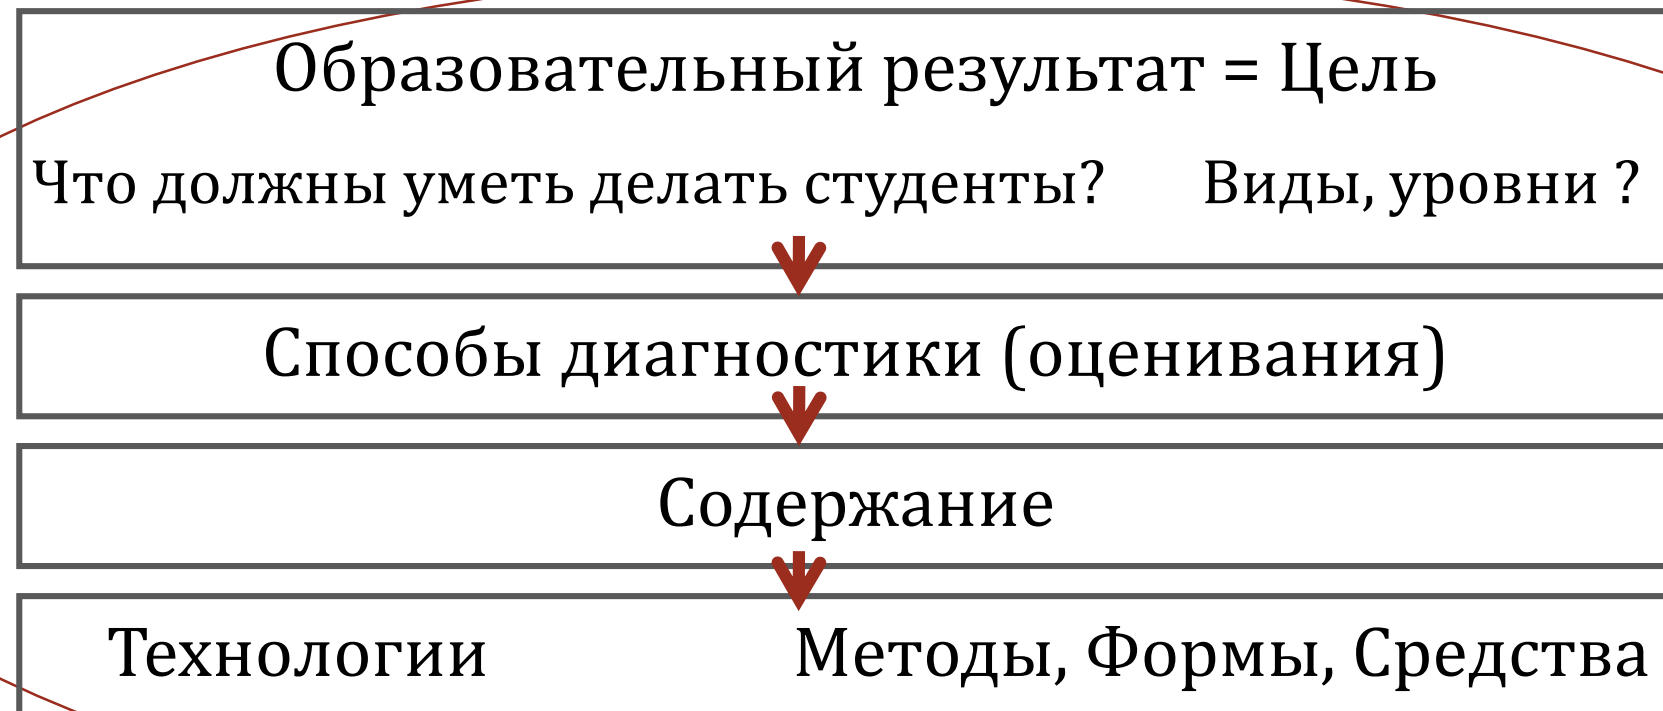 Образовательный результат = Цель
Что должны уметь делать студенты? Виды, уровни ?
Способы диагностики (оценивания)
Содержание
Технологии Методы, Формы, Средства